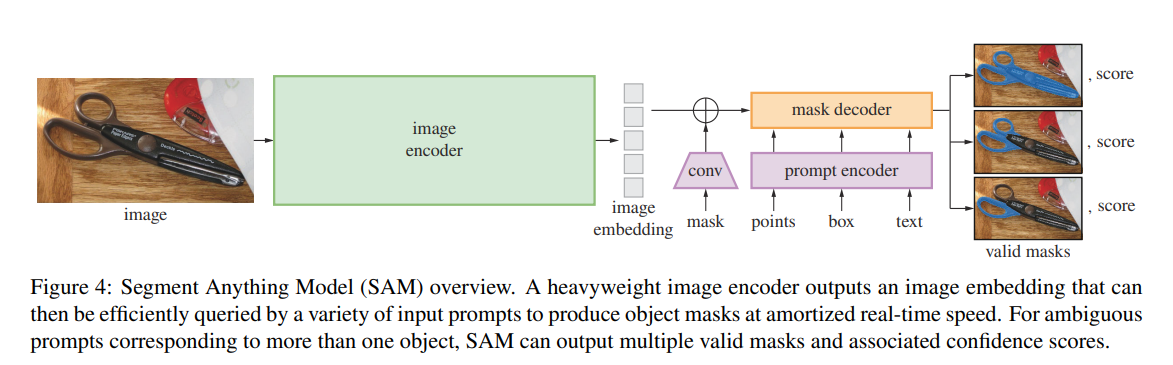 image
encoder
mask decoder
, score
, score
conv
prompt encoder
, score
image
image
embedding
mask
points
box
text
valid masks
Figure 4: Segment Anything Model (SAM) overview. A heavyweight image encoder outputs an image embedding that can
then be efficiently queried by a variety of input prompts to produce object masks at amortized real-time speed. For ambiguous
prompts corresponding to more than one object, SAM can output multiple valid masks and associated confidence scores.